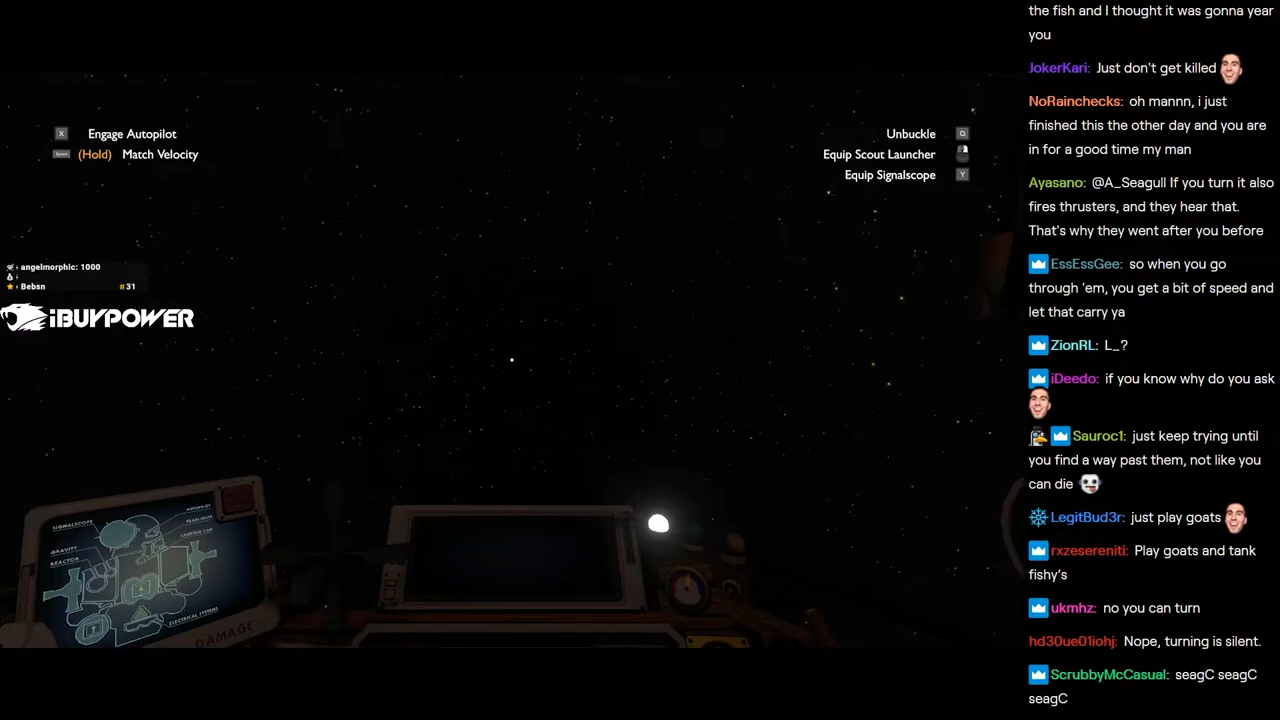 the fish and I thought it was gonna year
you
JokerKari: Just don't get killed
NoRainchecks: oh mannn, i just
finished this the other day and you are
in for a good time my man
Ayasano: @A_Seagull If you turn it also
fires thrusters, and they hear that.
That's why they went after you before
EssEssGee: so when you go
through 'em, you get a bit of speed and
let that carry ya
ZionRL: L_?
iDeedo: if you know why do you ask
Sauroc1: just keep trying until
you find a way past them, not like you
can die
LegitBud3r: just play goats
rxzesereniti: Play goats and tank
fishy's
ukmhz: no you can turn
hd30ue01iohj: Nope, turning is silent.
ScrubbyMcCasual: seagC seagC
seagC
X Engage Autopilot
(Hold) Match Velocity
Unbuckle Q
Equip Scout Launcher
Equip Signalscope Y
angelmorphic: 1000
Bebsn #31
iBUYPOWER
SIGNALSCOPE
AUTOPILOT
HEADLIGHTS
LANDING CAM
GRAVITY
REACTOR
ELECTRICAL SYSTEMS
DAMAGE